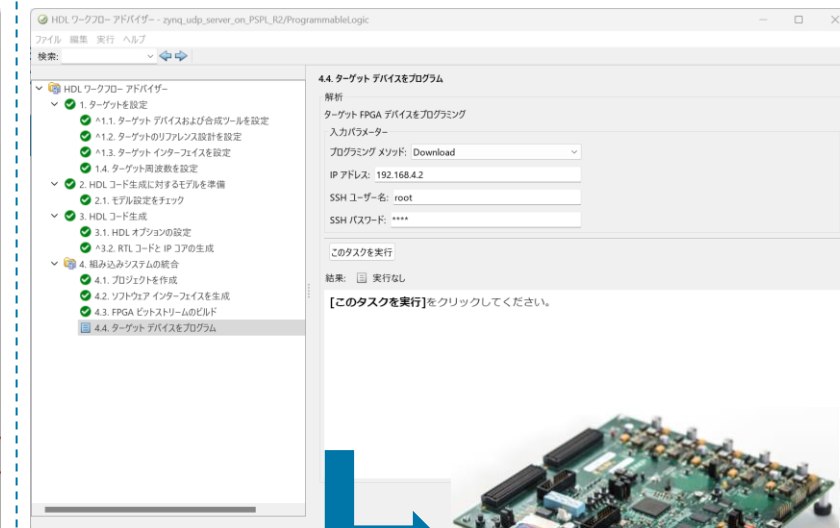 HDL ワークフロー アドバイザー - zynq_udp_server_on_PSPL_R2/ProgrammableLogic
ファイル 編集 実行 ヘルプ
検索:
HDL ワークフロー アドバイザー
1. ターゲットを設定
^1.1. ターゲット デバイスおよび合成ツールを設定
^1.2. ターゲットのリファレンス設計を設定
^1.3. ターゲット インターフェイスを設定
1.4. ターゲット周波数を設定
2. HDL コード生成に対するモデルを準備
2.1. モデル設定をチェック
3. HDL コード生成
3.1. HDL オプションの設定
^3.2. RTL コードと IP コアの生成
4. 組み込みシステムの統合
4.1. プロジェクトを作成
4.2. ソフトウェア インターフェイスを生成
4.3. FPGA ビットストリームのビルド
4.4. ターゲット デバイスをプログラム
4.4. ターゲット デバイスをプログラム
解析
ターゲット FPGA デバイスをプログラミング
入力パラメーター
プログラミング メソッド: Download
IP アドレス: 192.168.4.2
SSH ユーザー名: root
SSH パスワード: ****
このタスクを実行
結果: 実行なし
[このタスクを実行]をクリックしてください。